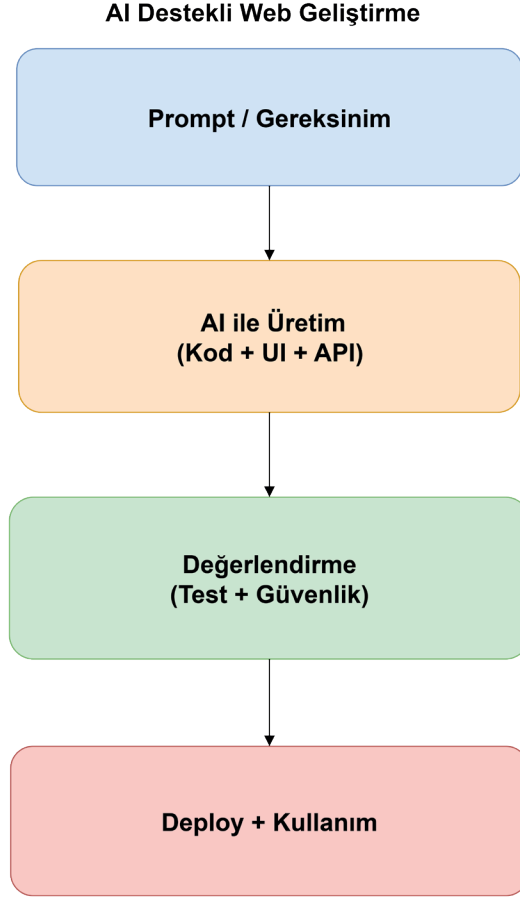 AI Destekli Web Geliştirme
Prompt / Gereksinim
AI ile Üretim
(Kod + UI + API)
Değerlendirme
(Test + Güvenlik)
Deploy + Kullanım